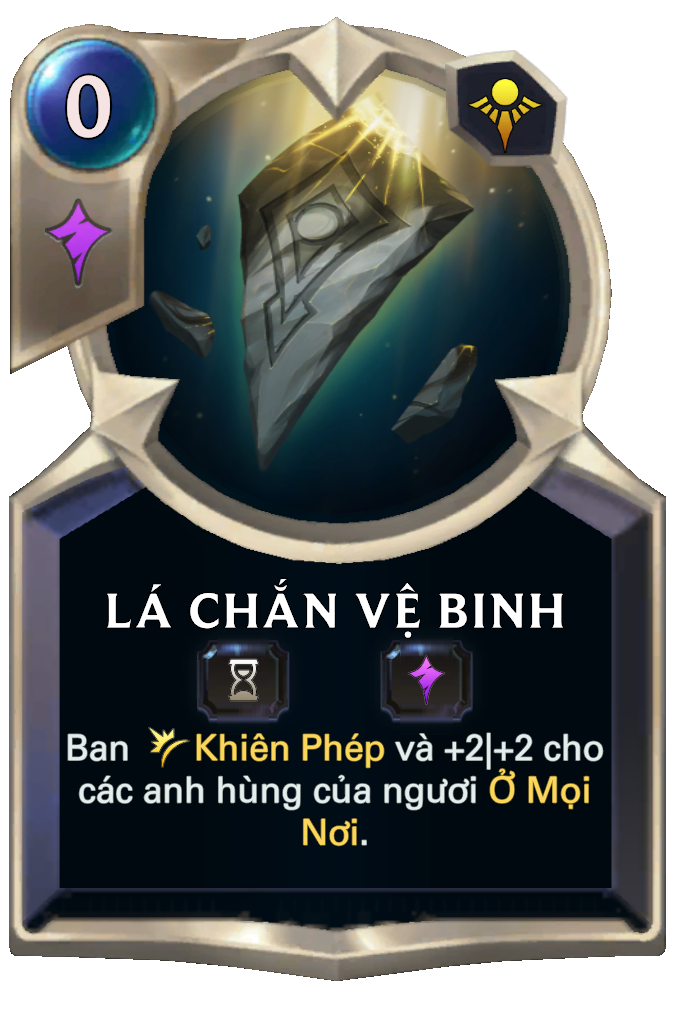 0
LÁ CHẮN VỆ BINH
Ban Khiên Phép và +2|+2 cho
các anh hùng của ngươi Ở Mọi
Nơi.